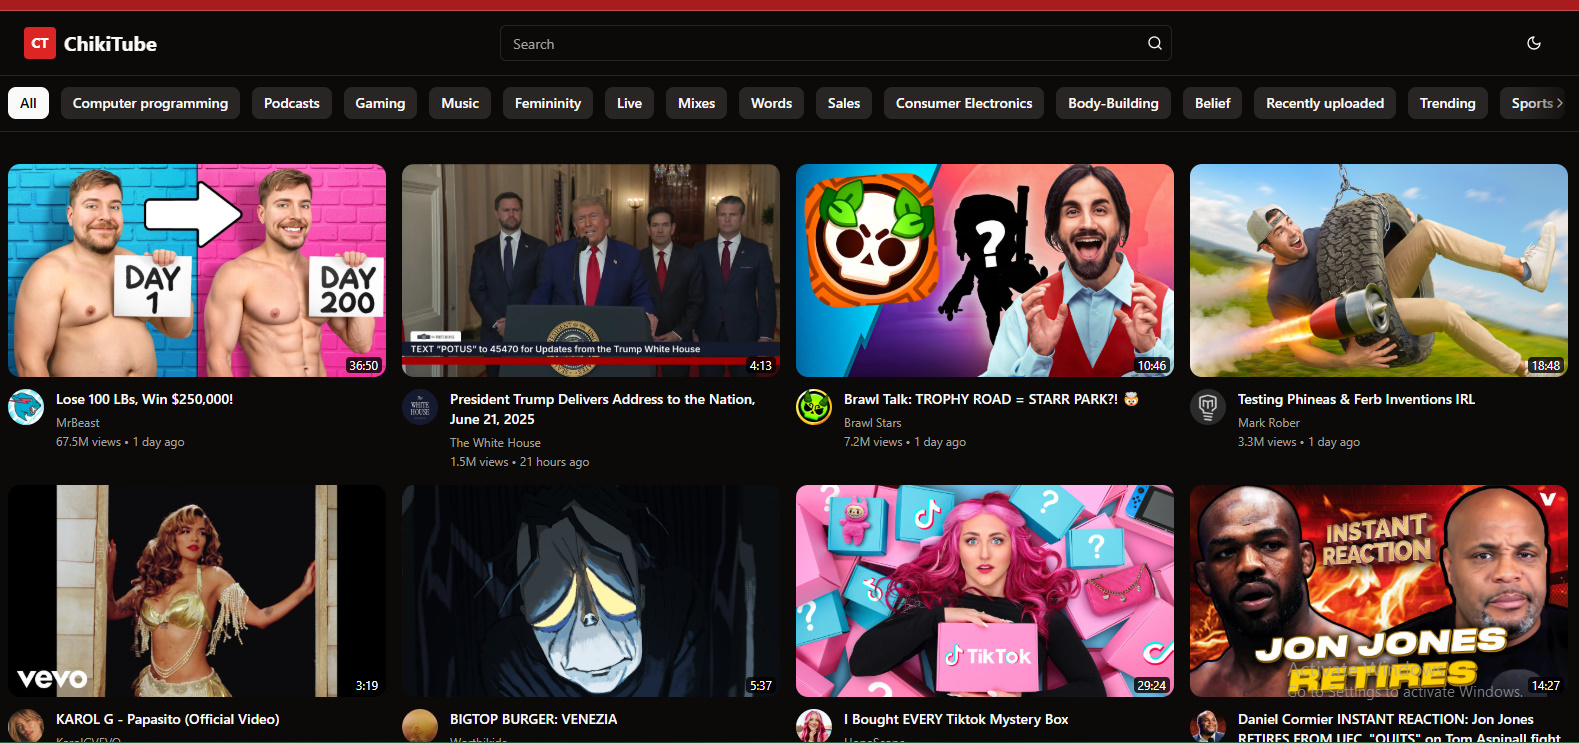 CT ChikiTube
Search
All Computer programming Podcasts Gaming Music Femininity Live Mixes Words Sales Consumer Electronics Body-Building Belief Recently uploaded Trending Sports
DAY 1
DAY 200
36:50
TEXT "POTUS" to 45470 for Updates from the Trump White House
4:13
?
10:46
18:48
Lose 100 LBs, Win $250,000!
MrBeast
67.5M views • 1 day ago
THE WHITE HOUSE
President Trump Delivers Address to the Nation,
June 21, 2025
The White House
1.5M views • 21 hours ago
Brawl Talk: TROPHY ROAD = STARR PARK?! 🤯
Brawl Stars
7.2M views • 1 day ago
Testing Phineas & Ferb Inventions IRL
Mark Rober
3.3M views • 1 day ago
vevo
3:19
5:37
?
?
?
?
?
TikTok
29:24
INSTANT
REACTION
JON JONES
RETIRES
V
14:27
Activate Windows
Go to Settings to activate Windows.
KAROL G - Papasito (Official Video)
KarolGVEVO
BIGTOP BURGER: VENEZIA
Worthikids
I Bought EVERY Tiktok Mystery Box
HopeScope
Daniel Cormier INSTANT REACTION: Jon Jones
RETIRES FROM UFC, "QUITS" on Tom Aspinall fight